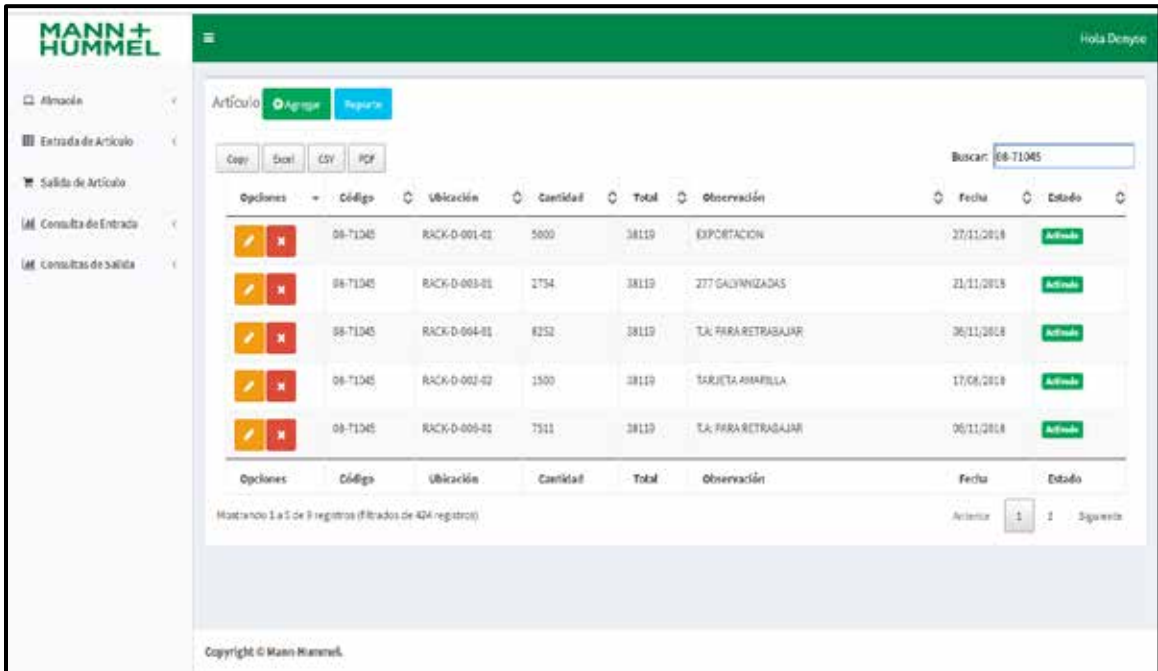 MANN+
HUMMEL
Hola Denyse
Almacén
Entrada de Artículo
Salida de Artículo
Consulta de Entrada
Consultas de Salida
Artículo Agregar Reporte
Copy Excel CSV PDF
Buscar: 08-71045
Opciones Código Ubicación Cantidad Total Observación Fecha Estado
08-71045 RACK-D-001-01 5000 38119 EXPORTACION 27/11/2018 Activado
08-71045 RACK-D-003-01 2754 38119 277 GALVANIZADAS 21/11/2018 Activado
08-71045 RACK-D-004-01 8252 38119 T.A: PARA RETRABAJAR 06/11/2018 Activado
08-71045 RACK-D-002-02 1500 38119 TARJETA AMARILLA 17/08/2018 Activado
08-71045 38119 T.A: PARA RETRABAJAR 06/11/2018 Activado
Opciones Código Ubicación Cantidad Total Observación Fecha Estado
Mostrando 1 a 5 de 9 registros (filtrados de 424 registros)
Anterior 1 2 Siguiente
Copyright © Mann-Hummel.